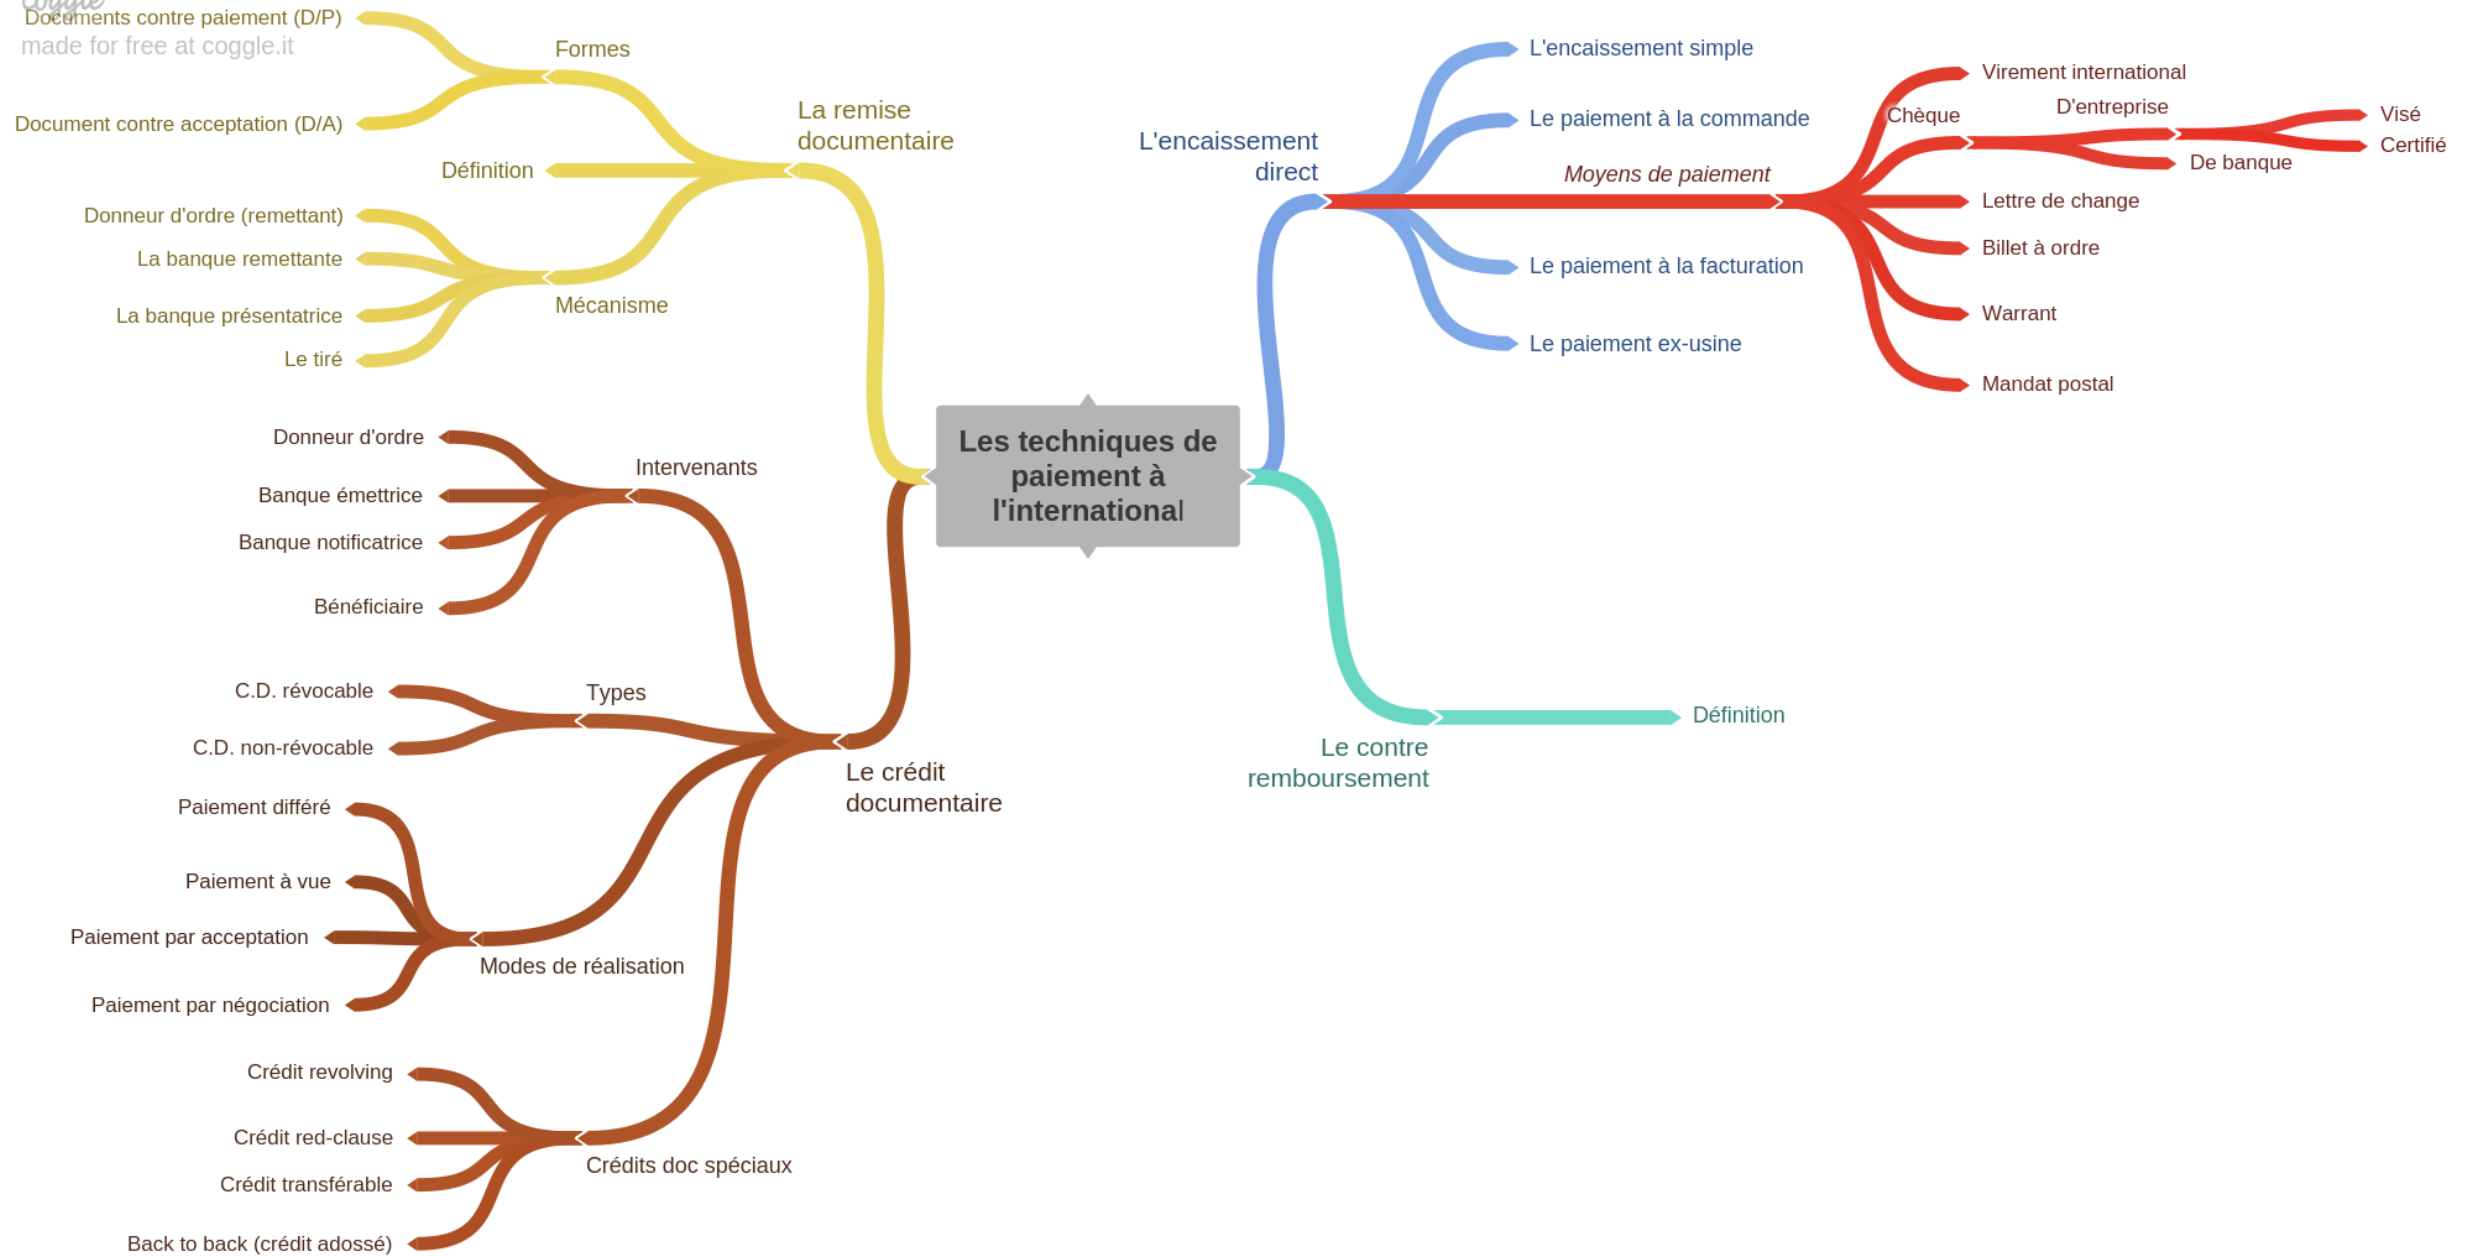 coggle
made for free at coggle.it
Les techniques de
paiement à
l'international
La remise
documentaire
Formes
Documents contre paiement (D/P)
Document contre acceptation (D/A)
Définition
Mécanisme
Donneur d'ordre (remettant)
La banque remettante
La banque présentatrice
Le tiré
Le crédit
documentaire
Intervenants
Donneur d'ordre
Banque émettrice
Banque notificatrice
Bénéficiaire
Types
C.D. révocable
C.D. non-révocable
Modes de réalisation
Paiement différé
Paiement à vue
Paiement par acceptation
Paiement par négociation
Crédits doc spéciaux
Crédit revolving
Crédit red-clause
Crédit transférable
Back to back (crédit adossé)
L'encaissement
direct
L'encaissement simple
Le paiement à la commande
Moyens de paiement
Virement international
Chèque
D'entreprise
Visé
Certifié
De banque
Lettre de change
Billet à ordre
Warrant
Mandat postal
Le paiement à la facturation
Le paiement ex-usine
Le contre
remboursement
Définition